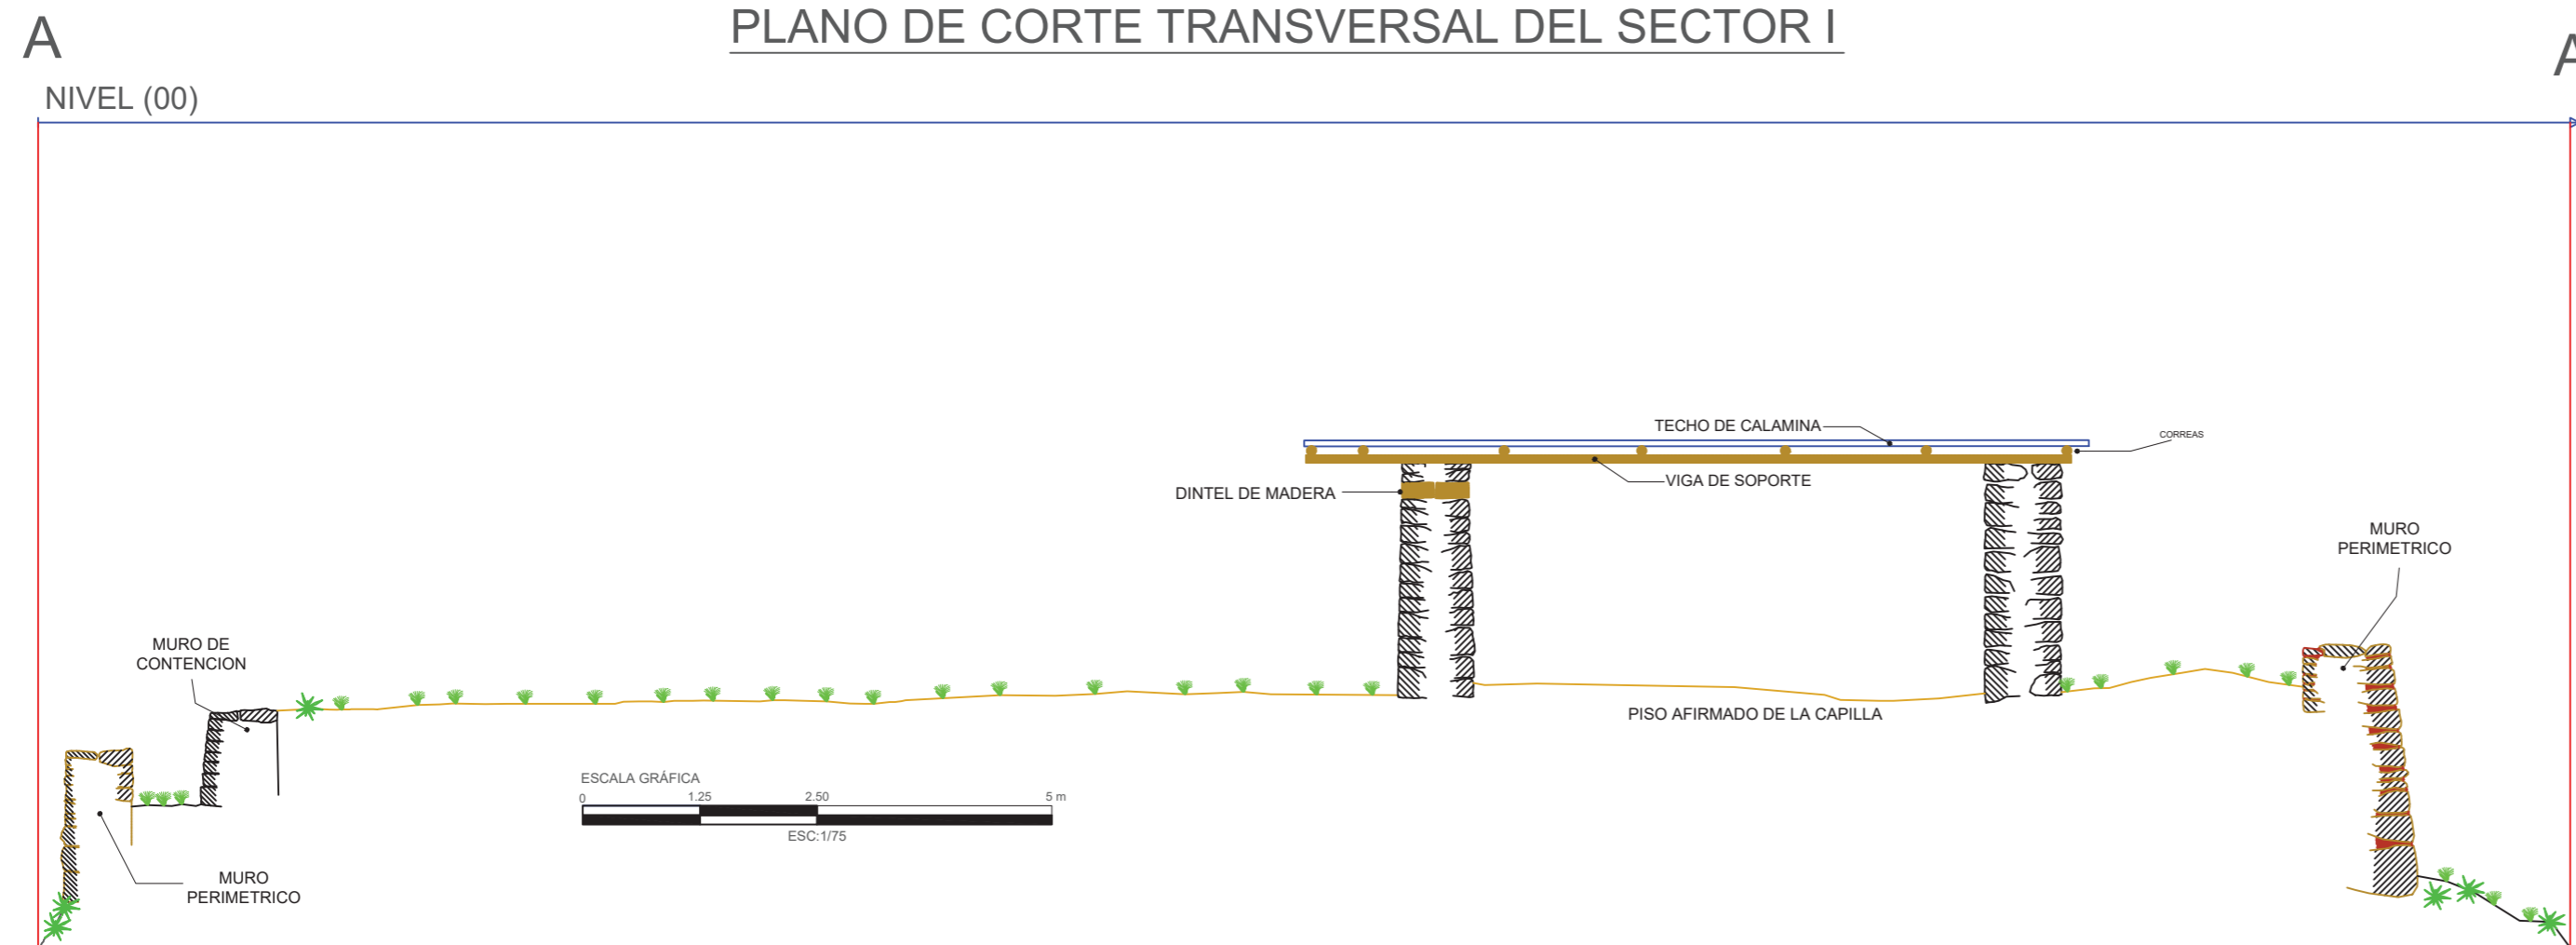 PLANO DE CORTE TRANSVERSAL DEL SECTOR I
A
A
NIVEL (00)
TECHO DE CALAMINA
CORREAS
VIGA DE SOPORTE
DINTEL DE MADERA
MURO
PERIMETRICO
MURO DE
CONTENCION
PISO AFIRMADO DE LA CAPILLA
ESCALA GRÁFICA
0 1.25 2.50 5 m
ESC:1/75
MURO
PERIMETRICO